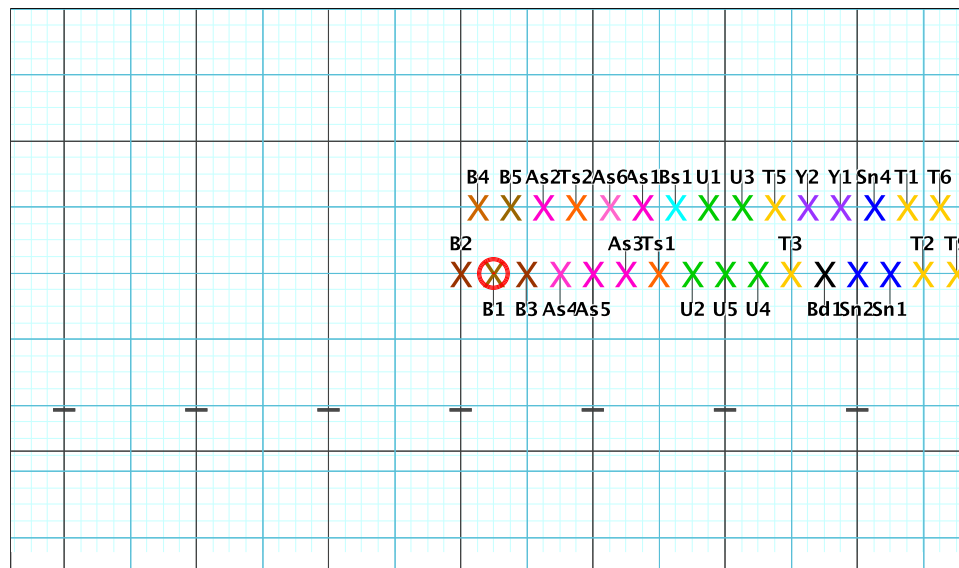 B4 B5 As2 Ts2 As6 As1 Bs1 U1 U3 T5 Y2 Y1 Sn4 T1 T6
B2 As3 Ts1 T3 T2
B1 B3 As4 As5 U2 U5 U4 Bd1 Sn2 Sn1